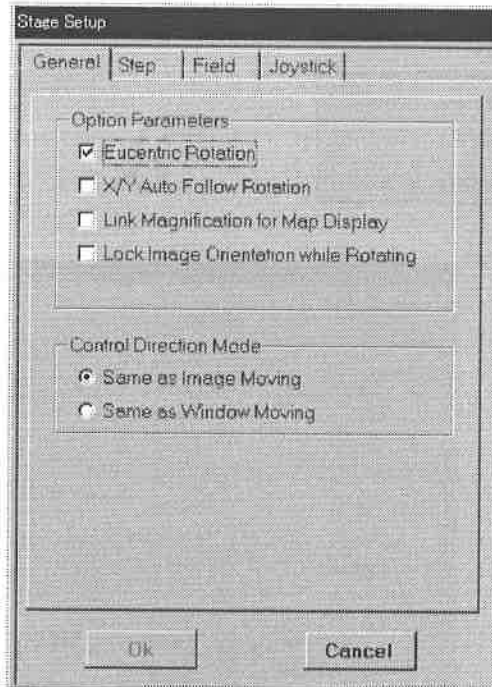 Stage Setup
General Step Field Joystick
Option Parameters
Eucentric Rotation
X/Y Auto Follow Rotation
Link Magnification for Map Display
Lock Image Orientation while Rotating
Control Direction Mode
Same as Image Moving
Same as Window Moving
Ok Cancel